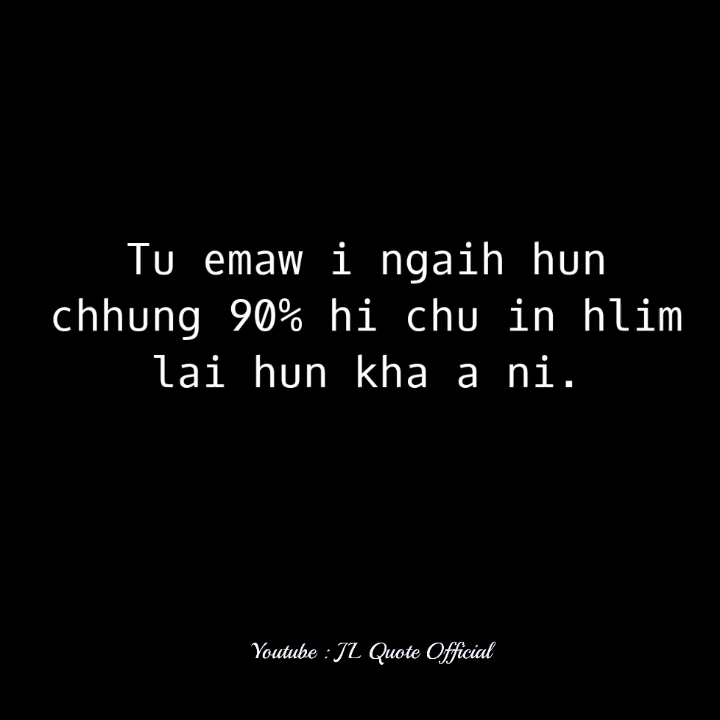 Tu emaw i ngaih hun
chhung 90% hi chu in hlim
lai hun kha a ni.
Youtube : JL Quote Official